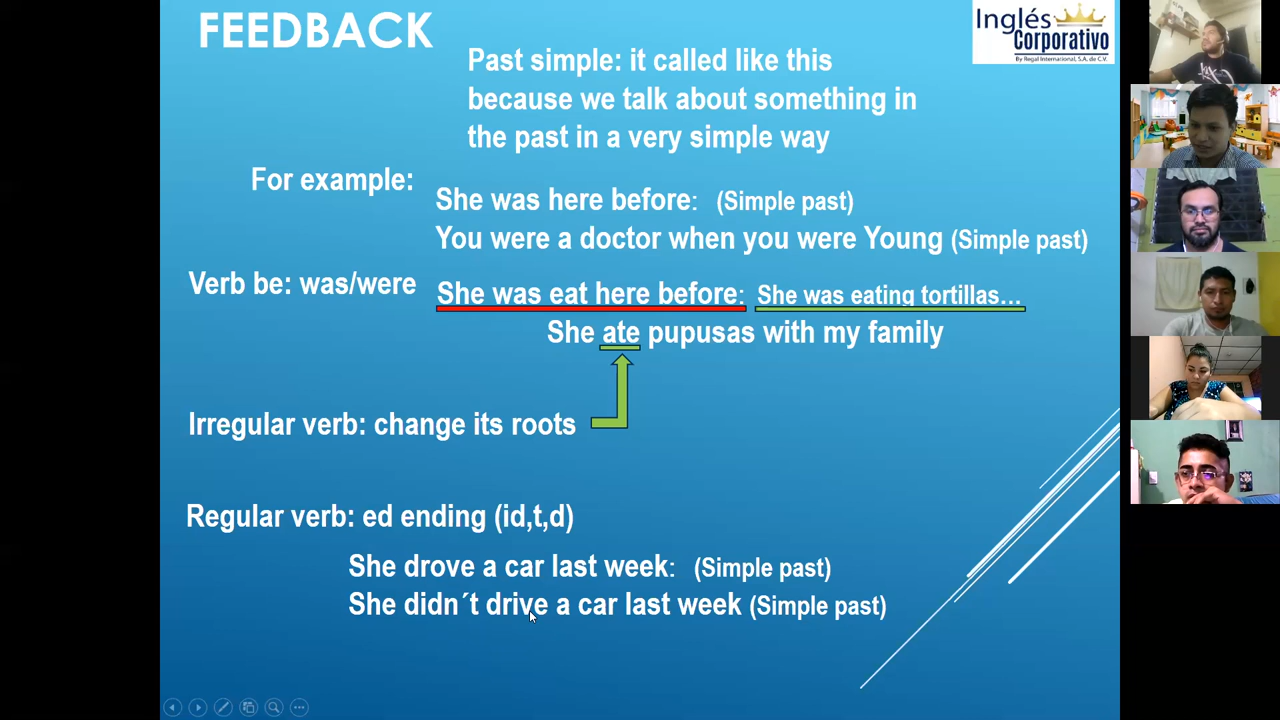 FEEDBACK
Inglés
Corporativo
By Regal International, S.A. de C.V.
Past simple: it called like this
because we talk about something in
the past in a very simple way
For example:
She was here before: (Simple past)
You were a doctor when you were Young (Simple past)
Verb be: was/were
She was eat here before: She was eating tortillas...
She ate pupusas with my family
Irregular verb: change its roots
Regular verb: ed ending (id,t,d)
She drove a car last week: (Simple past)
She didn´t drive a car last week (Simple past)